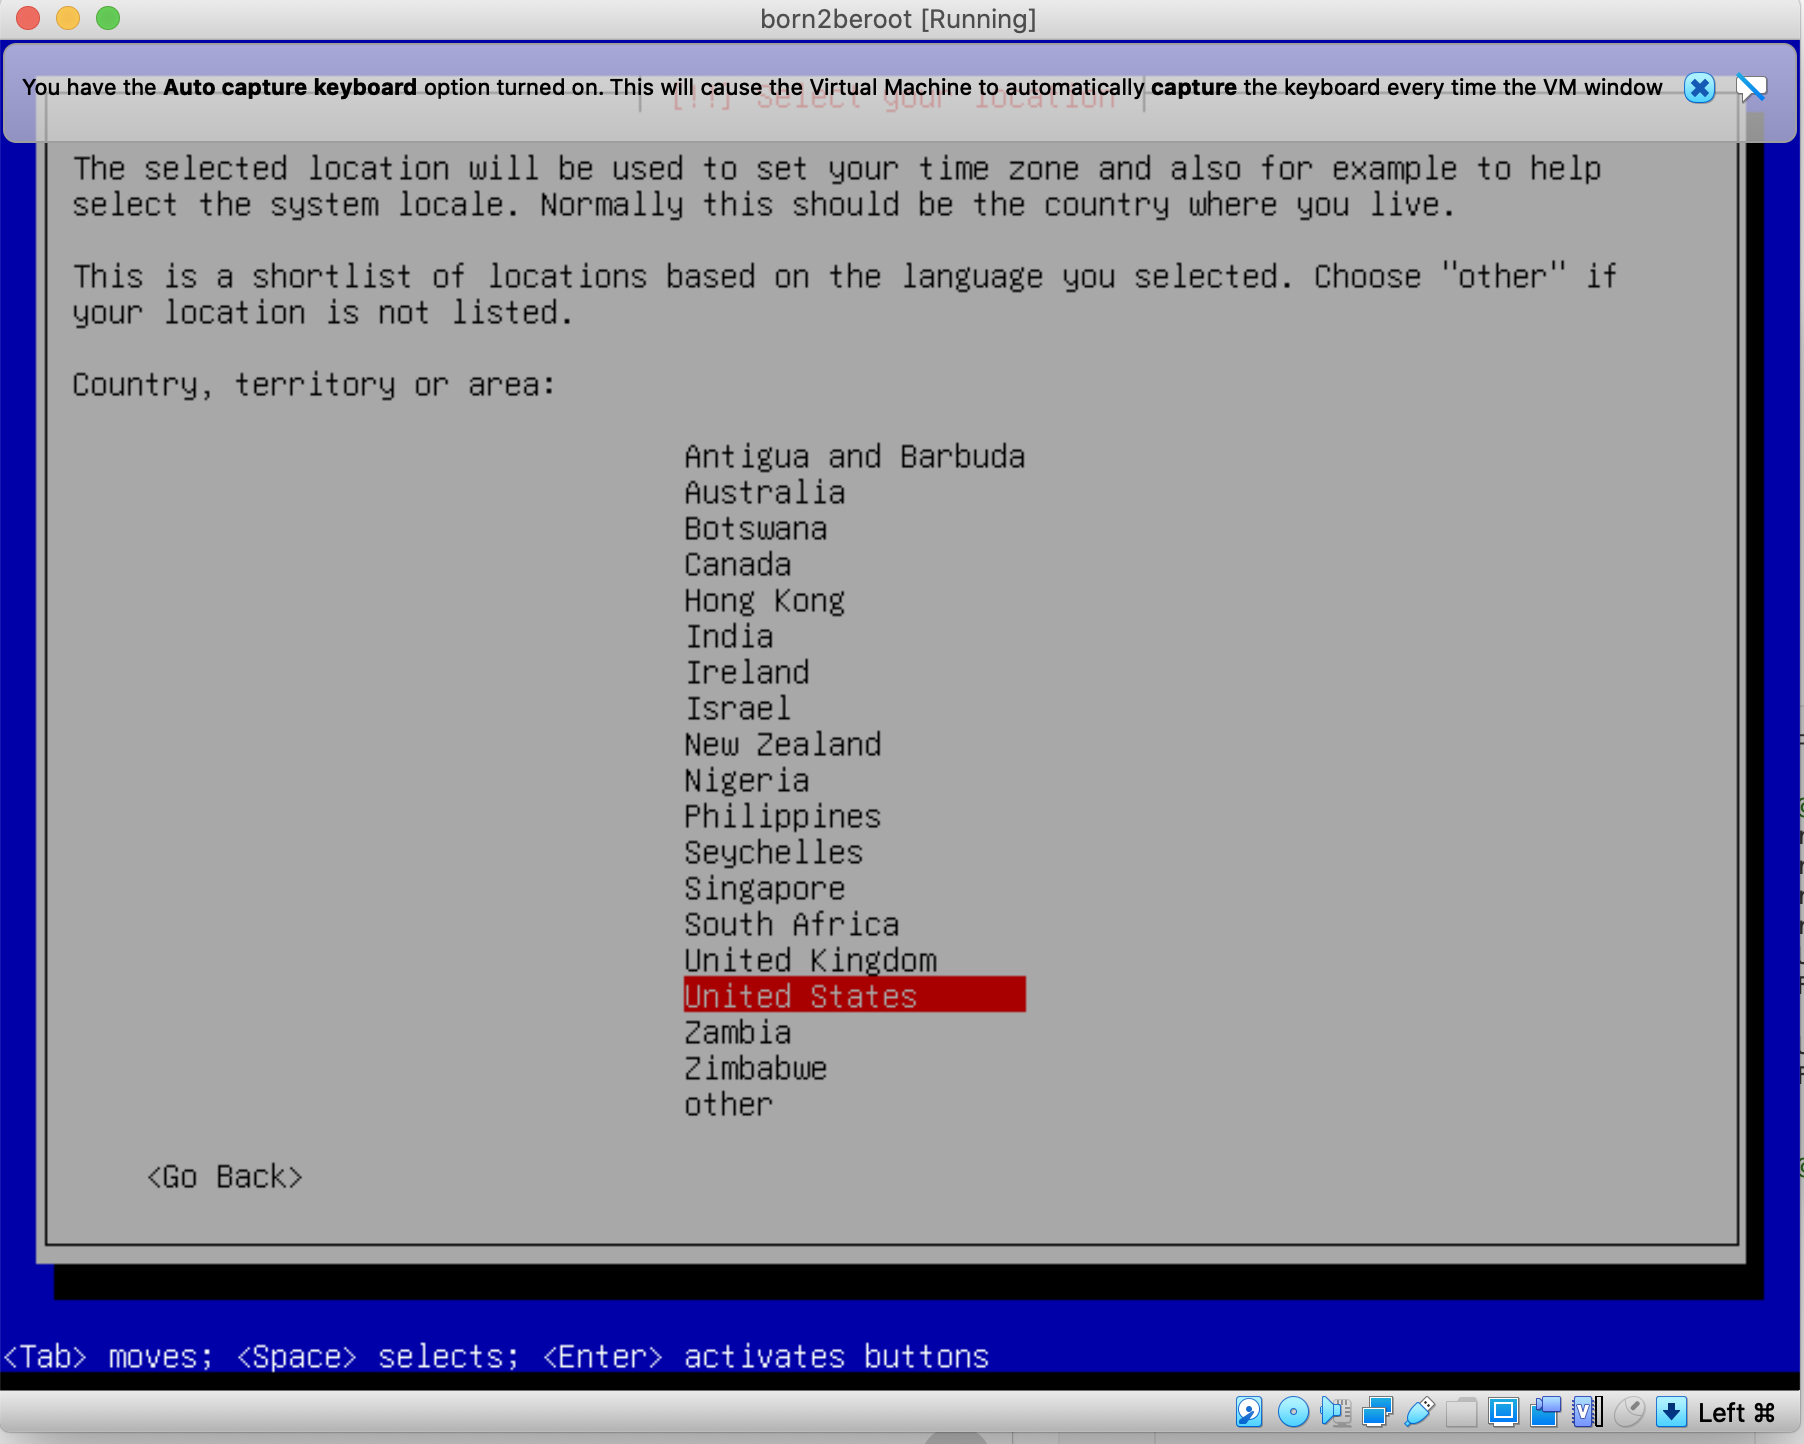 born2beroot [Running]
You have the Auto capture keyboard option turned on. This will cause the Virtual Machine to automatically capture the keyboard every time the VM window
[!!] Select your location
The selected location will be used to set your time zone and also for example to help
select the system locale. Normally this should be the country where you live.
This is a shortlist of locations based on the language you selected. Choose "other" if
your location is not listed.
Country, territory or area:
Antigua and Barbuda
Australia
Botswana
Canada
Hong Kong
India
Ireland
Israel
New Zealand
Nigeria
Philippines
Seychelles
Singapore
South Africa
United Kingdom
United States
Zambia
Zimbabwe
other
<Go Back>
<Tab> moves; <Space> selects; <Enter> activates buttons
Left ⌘